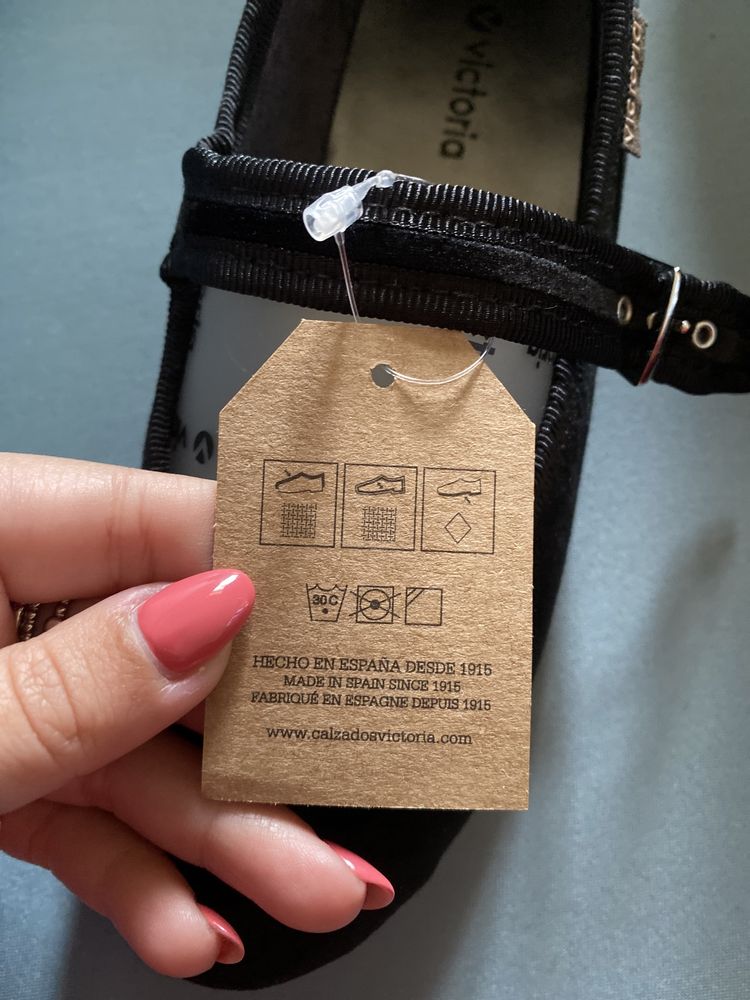 victoria
victoria
30 C
HECHO EN ESPAÑA DESDE 1915
MADE IN SPAIN SINCE 1915
FABRIQUÉ EN ESPAGNE DEPUIS 1915
www.calzadosvictoria.com